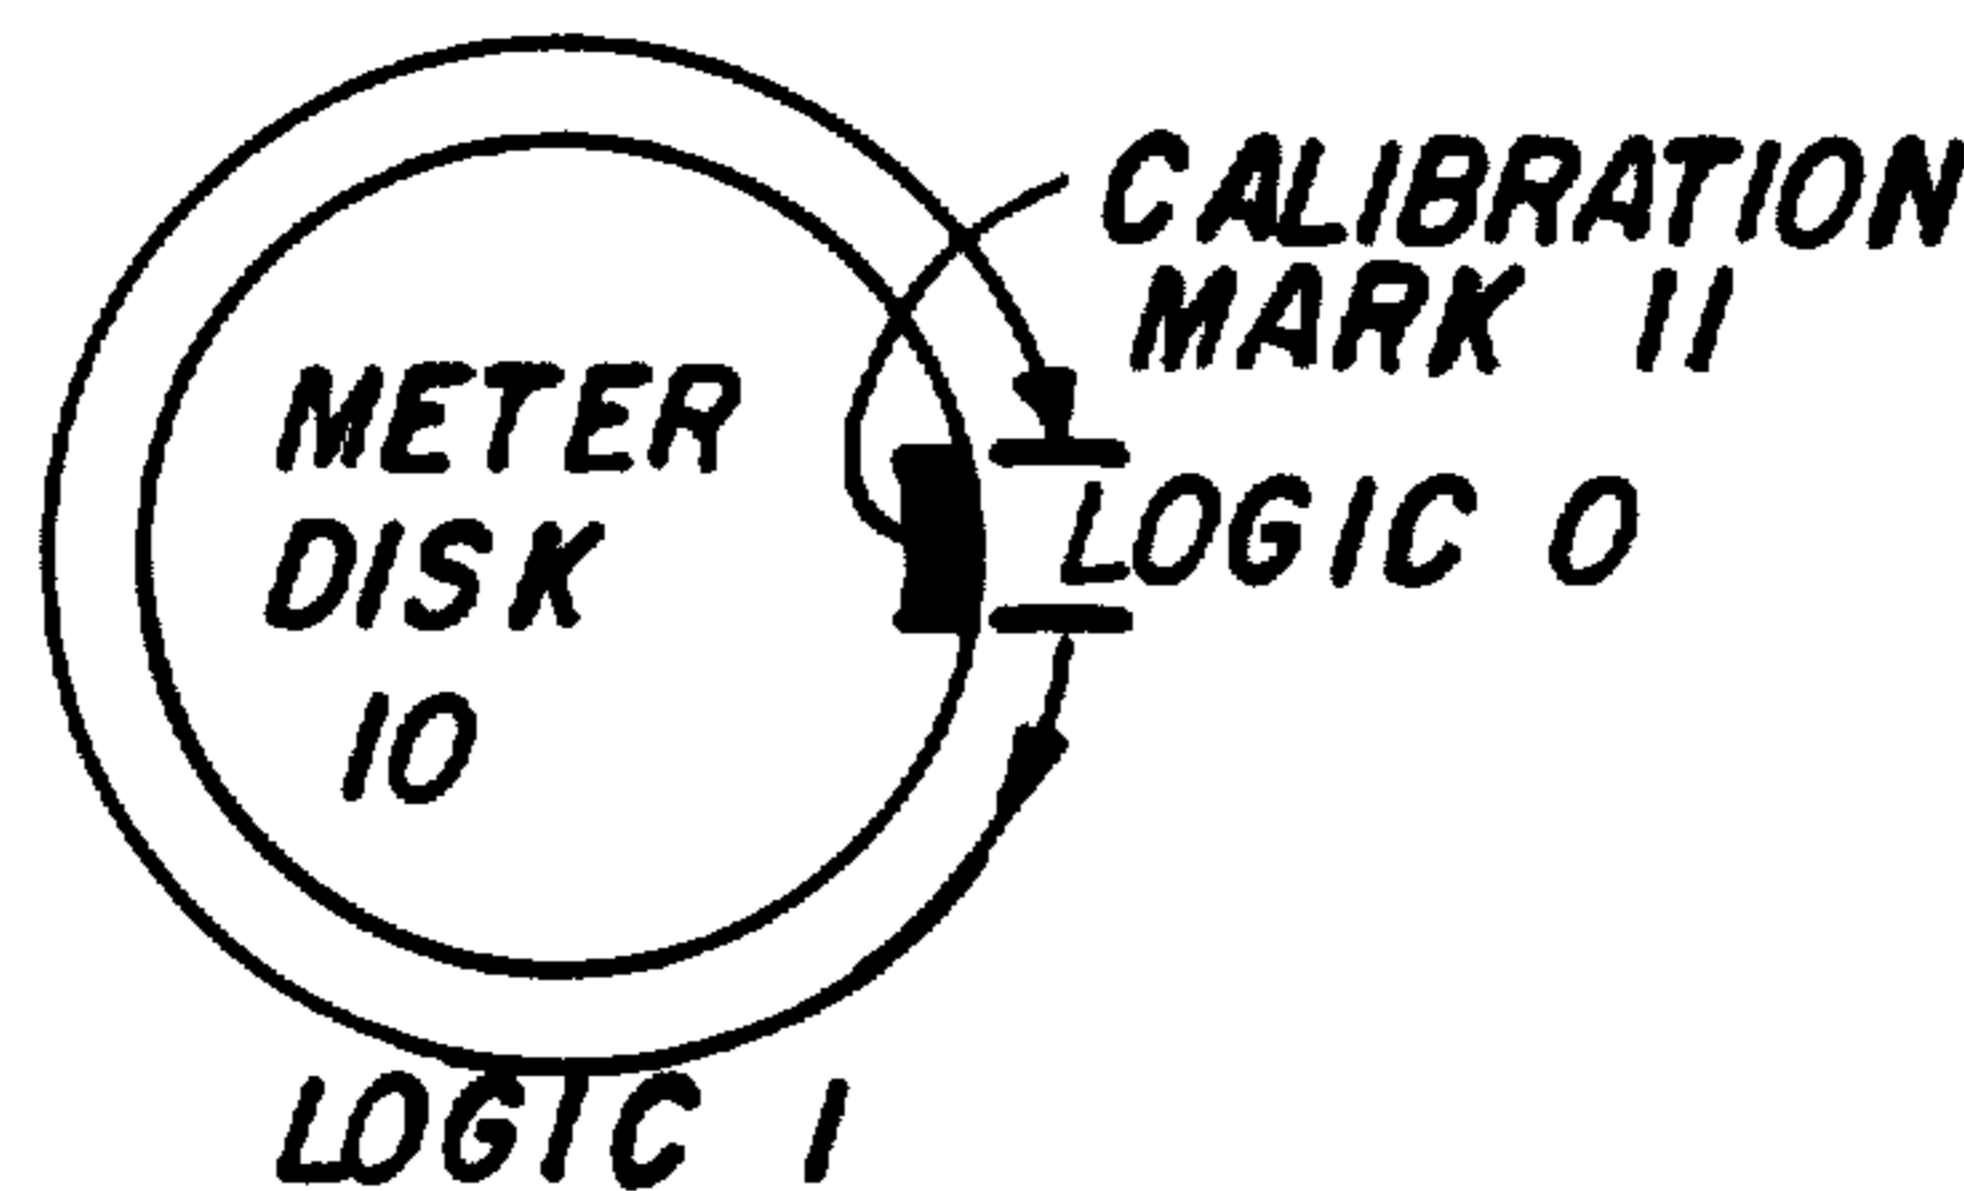 CALIBRATION
MARK 11
METER
DISK
10
LOGIC 0
LOGIC 1